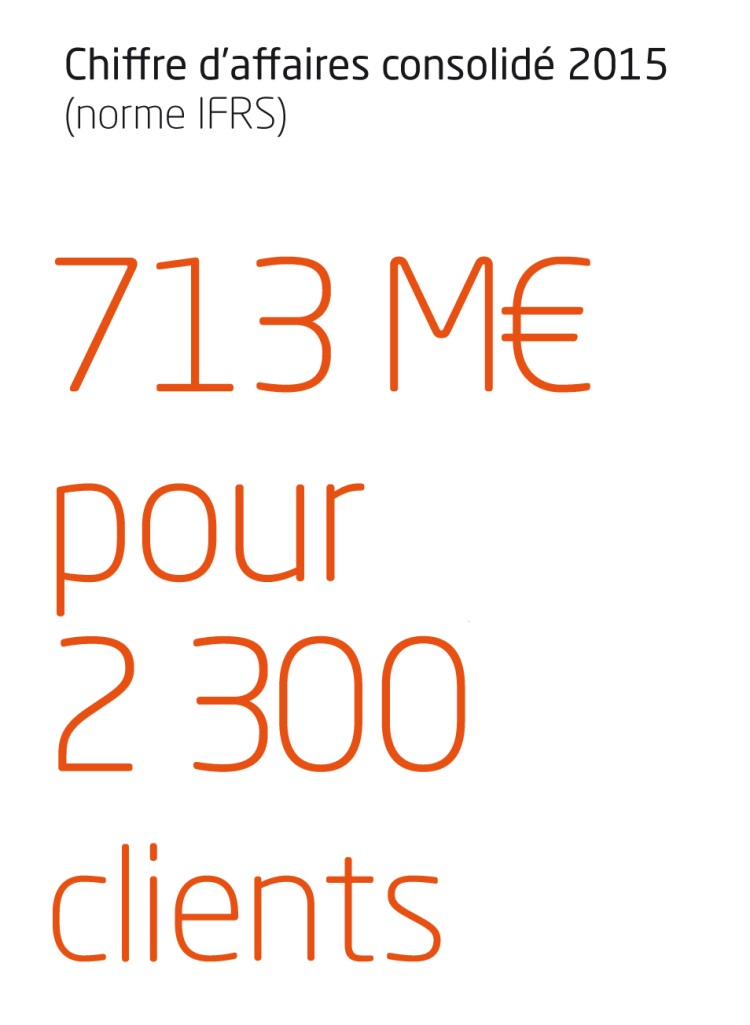 Chiffre d'affaires consolidé 2015
(norme IFRS)
713 M€
pour
2 300
clients